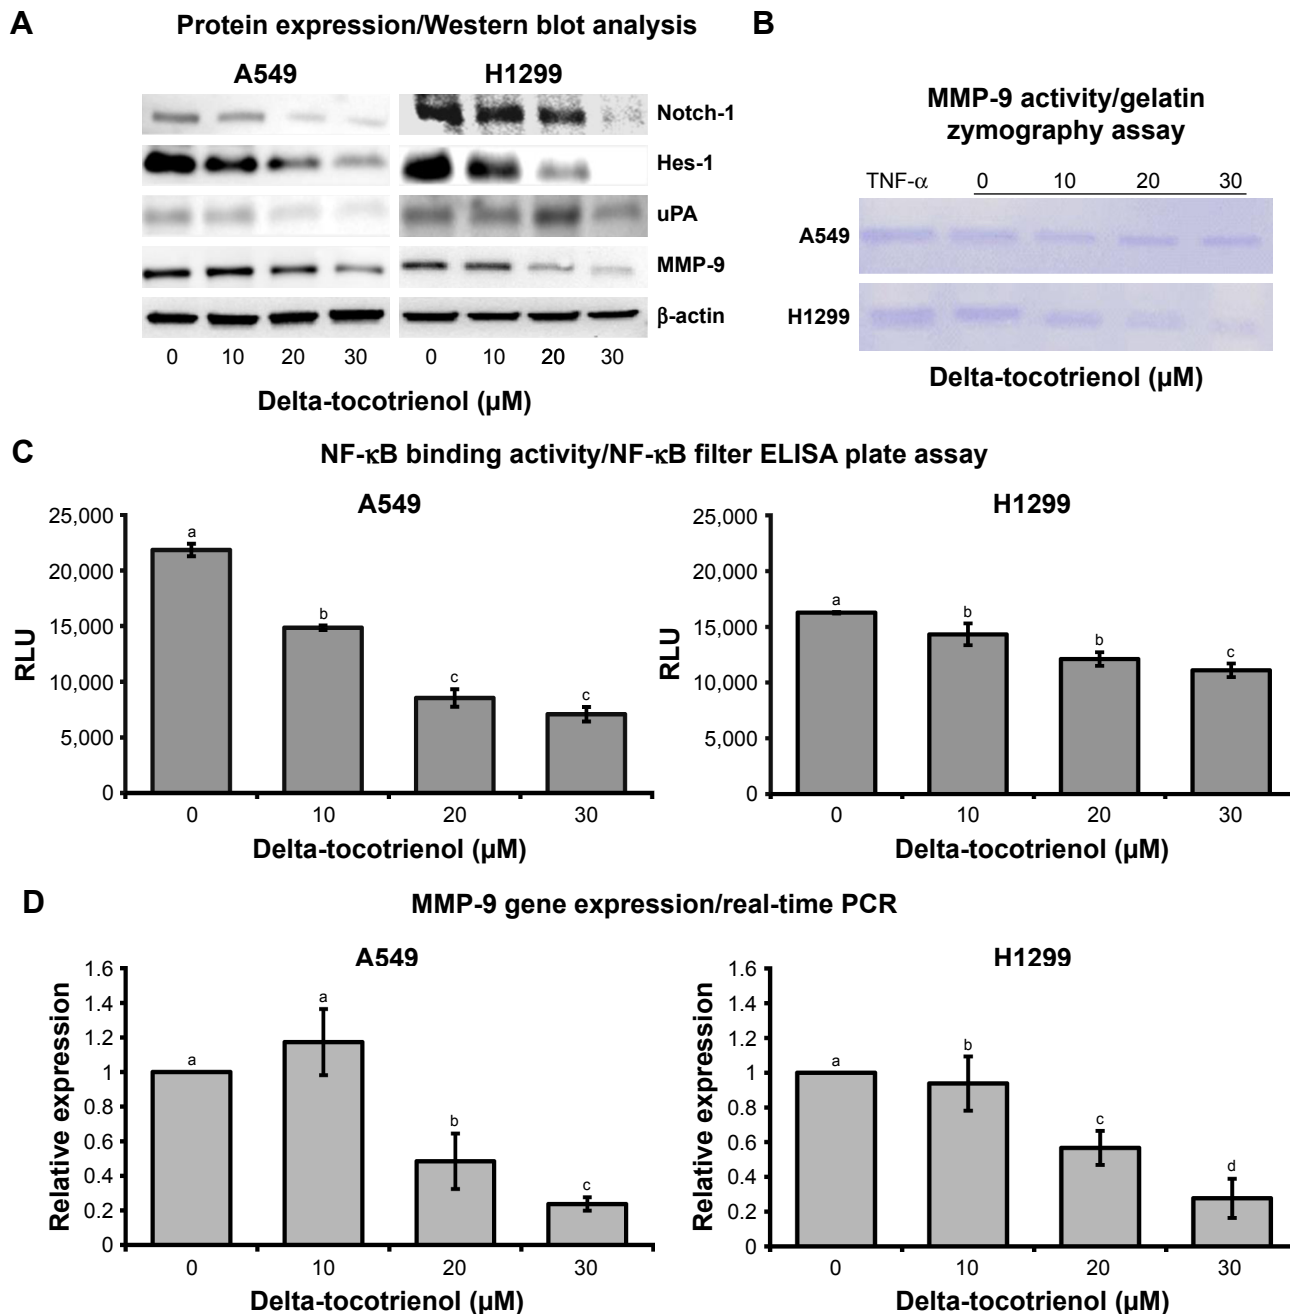 A
Protein expression/Western blot analysis
A549
H1299
Notch-1
Hes-1
uPA
MMP-9
β-actin
0 10 20 30 0 10 20 30
Delta-tocotrienol (µM)
B
MMP-9 activity/gelatin
zymography assay
TNF-α 0 10 20 30
A549
H1299
Delta-tocotrienol (µM)
C
NF-κB binding activity/NF-κB filter ELISA plate assay
A549
25,000
20,000
15,000
10,000
5,000
0
RLU
a
b
c
c
0 10 20 30
Delta-tocotrienol (µM)
H1299
25,000
20,000
15,000
10,000
5,000
0
RLU
a
b
b
c
0 10 20 30
Delta-tocotrienol (µM)
D
MMP-9 gene expression/real-time PCR
A549
1.6
1.4
1.2
1
0.8
0.6
0.4
0.2
0
Relative expression
a
a
b
c
0 10 20 30
Delta-tocotrienol (µM)
H1299
1.6
1.4
1.2
1
0.8
0.6
0.4
0.2
0
Relative expression
a
b
c
d
0 10 20 30
Delta-tocotrienol (µM)